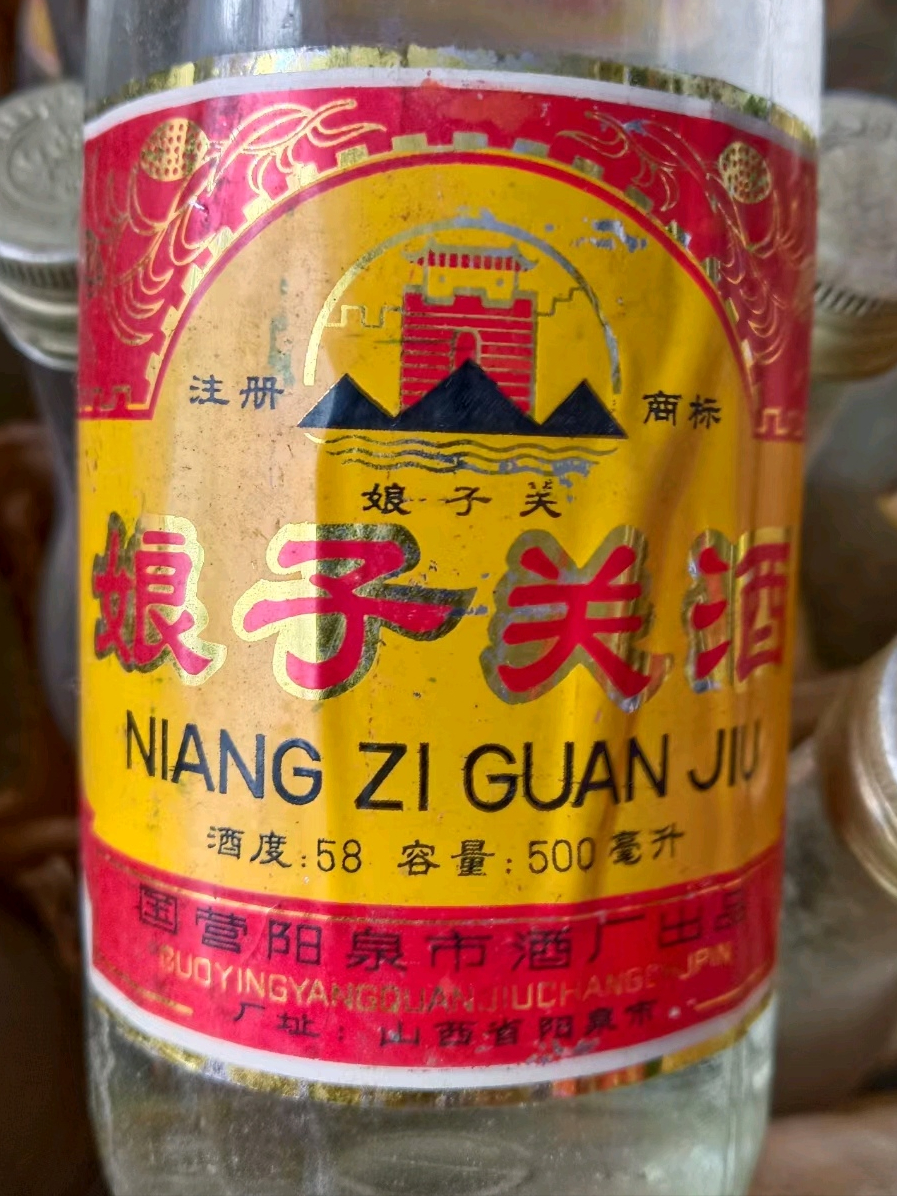 注册 商标
娘子关
娘子关酒
NIANG ZI GUAN JIU
酒度:58 容量:500毫升
国营阳泉市酒厂出品
GUOYINGYANGQUANJIUCHANG
厂址：山西省阳泉市